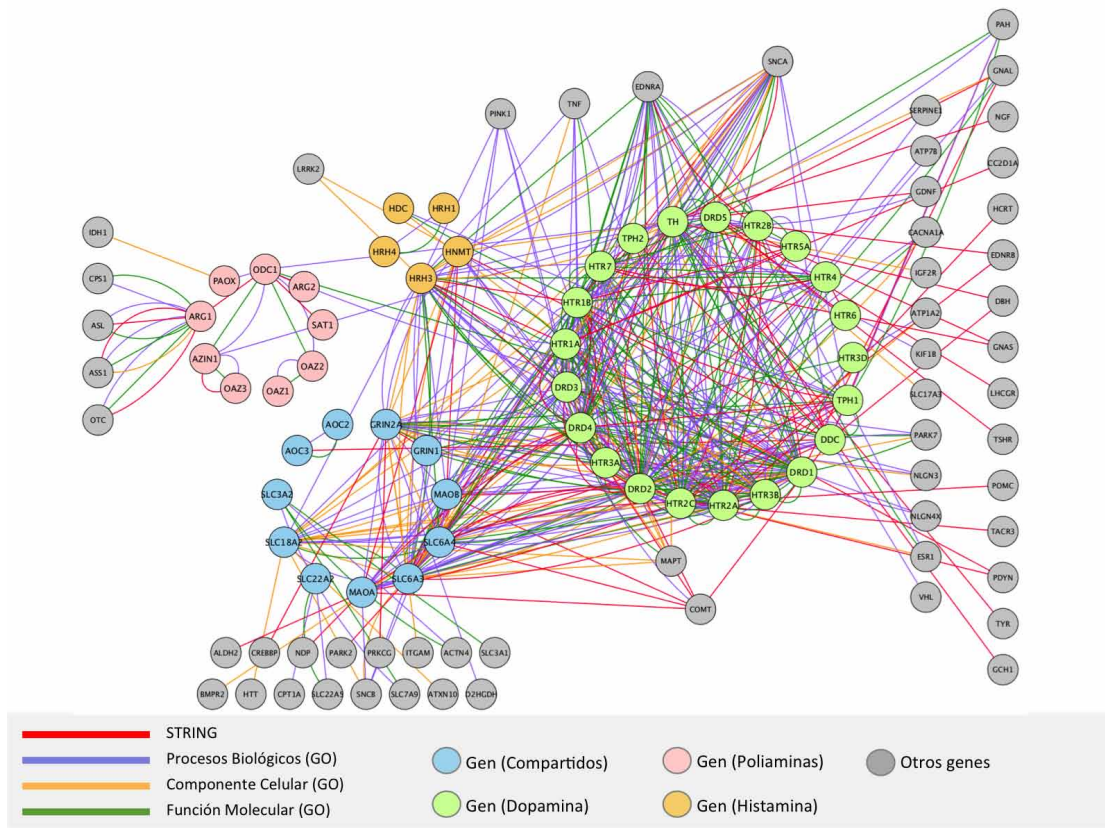 PAH
SNCA
GNAL
EDNRA
TNF
SERPINE1
NGF
PINK1
ATP7B
CC2D1A
LRRK2
GDNF
HCRT
HDC
HRH1
TH
DRD5
HTR2B
CACNA1A
IDH1
TPH2
HTR5A
EDNRB
HRH4
HNMT
ODC1
HTR7
HTR4
IGF2R
CPS1
PAOX
ARG2
HRH3
DBH
HTR1B
ATP1A2
ARG1
SAT1
HTR6
ASL
HTR1A
GNAS
AZIN1
HTR3D
KIF1B
OAZ2
ASS1
OAZ3
OAZ1
DRD3
TPH1
SLC17A3
LHCGR
OTC
AOC2
GRIN2A
DRD4
DDC
PARK7
TSHR
AOC3
GRIN1
HTR3A
DRD1
NLGN3
SLC3A2
MAOB
DRD2
HTR2C
HTR2A
HTR3B
POMC
NLGN4X
SLC18A2
SLC6A4
TACR3
SLC22A2
MAOA
SLC6A3
MAPT
ESR1
PDYN
VHL
COMT
TYR
ALDH2
CREBBP
NDP
PARK2
PRKCG
ITGAM
ACTN4
SLC3A1
GCH1
BMPR2
HTT
CPT1A
SLC22A5
SNCB
SLC7A9
ATXN10
D2HGDH
STRING
Procesos Biológicos (GO)
Componente Celular (GO)
Función Molecular (GO)
Gen (Compartidos)
Gen (Poliaminas)
Otros genes
Gen (Dopamina)
Gen (Histamina)